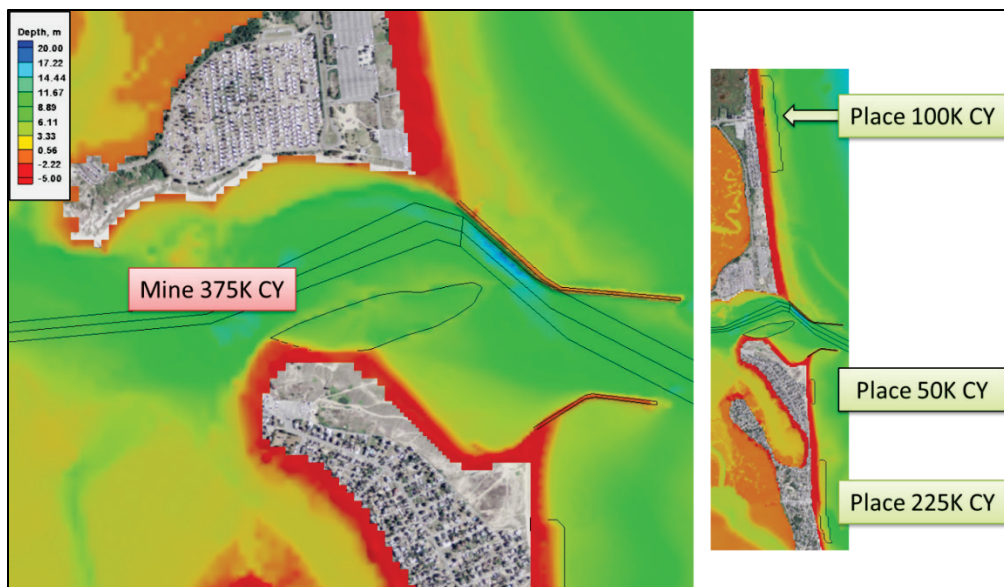 Depth, m
20.00
17.22
14.44
11.67
8.89
6.11
3.33
0.56
-2.22
-5.00
Mine 375K CY
Place 100K CY
Place 50K CY
Place 225K CY